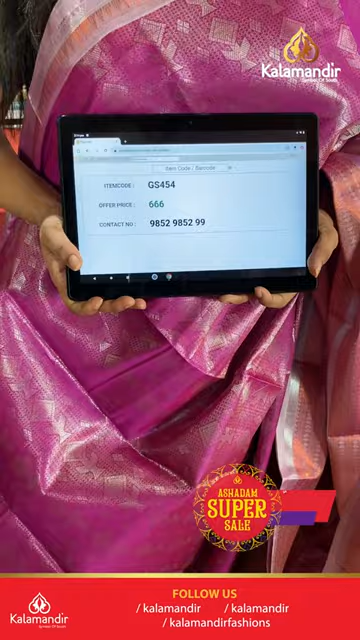 Kalamandir
Symbol Of South
Item Code / Barcode
ITEMCODE : GS454
OFFER PRICE : 666
CONTACT NO : 9852 9852 99
ASHADAM
SUPER
SALE
Kalamandir
Symbol Of South
FOLLOW US
/ kalamandir / kalamandir
/ kalamandirfashions